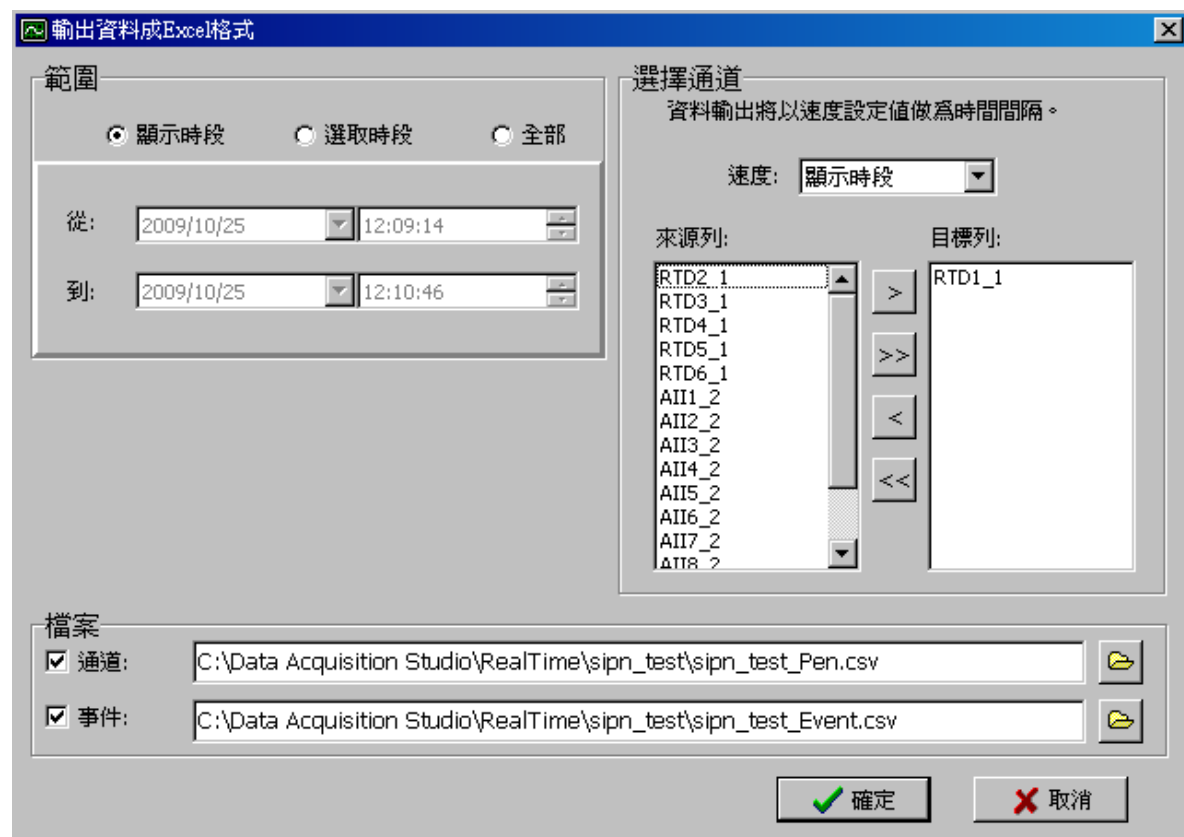 輸出資料成Excel格式
範圍
顯示時段 選取時段 全部
從: 2009/10/25 12:09:14
到: 2009/10/25 12:10:46
選擇通道
資料輸出將以速度設定值做為時間間隔。
速度: 顯示時段
來源列: 目標列:
RTD2_1
RTD3_1
RTD4_1
RTD5_1
RTD6_1
AII1_2
AII2_2
AII3_2
AII4_2
AII5_2
AII6_2
AII7_2
AII8_2
>
>>
<
<<
RTD1_1
檔案
通道: C:\Data Acquisition Studio\RealTime\sipn_test\sipn_test_Pen.csv
事件: C:\Data Acquisition Studio\RealTime\sipn_test\sipn_test_Event.csv
確定 取消